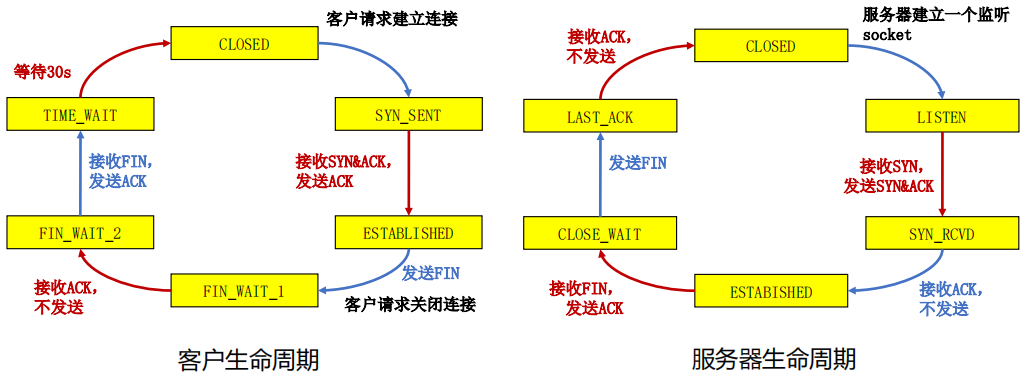 客户请求建立连接
CLOSED
等待30s
TIME_WAIT
SYN_SENT
接收FIN，
发送ACK
接收SYN&ACK，
发送ACK
FIN_WAIT_2
ESTABLISHED
发送FIN
接收ACK，
不发送
FIN_WAIT_1
客户请求关闭连接
客户生命周期
服务器建立一个监听
socket
接收ACK，
不发送
CLOSED
LAST_ACK
LISTEN
发送FIN
接收SYN，
发送SYN&ACK
CLOSE_WAIT
SYN_RCVD
接收FIN，
发送ACK
ESTABISHED
接收ACK，
不发送
服务器生命周期